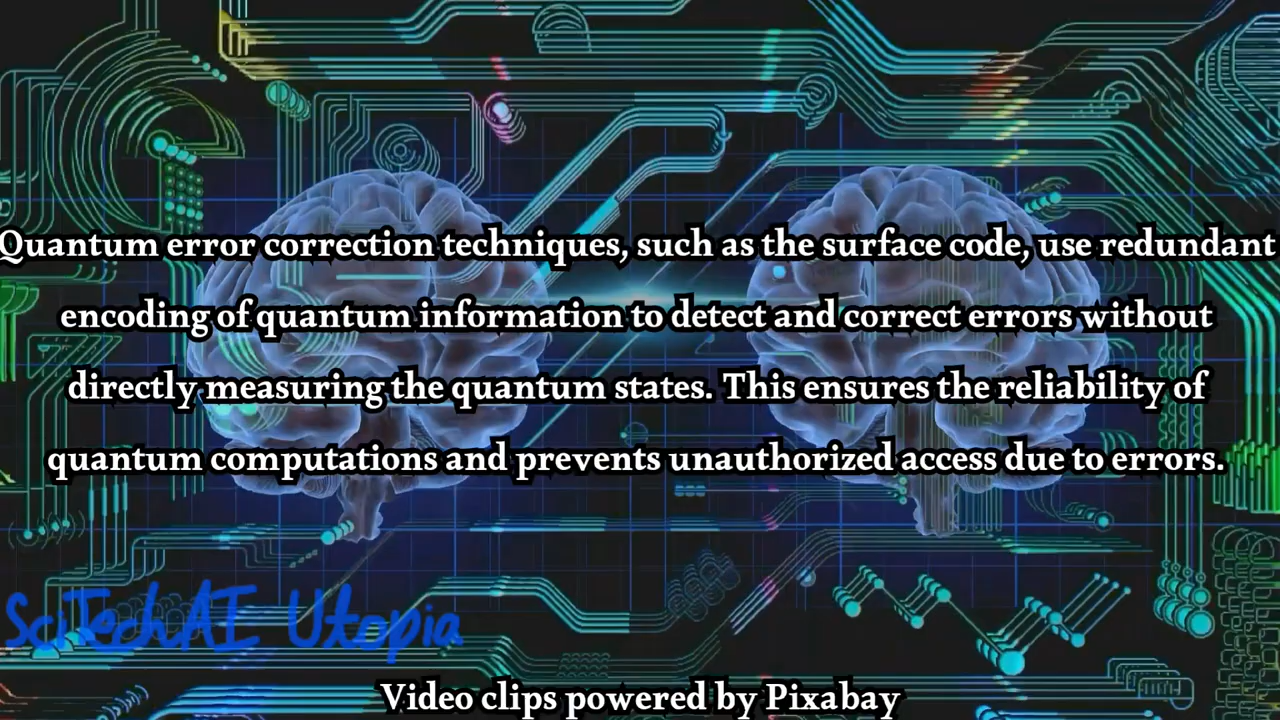 Quantum error correction techniques, such as the surface code, use redundant
encoding of quantum information to detect and correct errors without
directly measuring the quantum states. This ensures the reliability of
quantum computations and prevents unauthorized access due to errors.
SciTechAI Utopia
Video clips powered by Pixabay